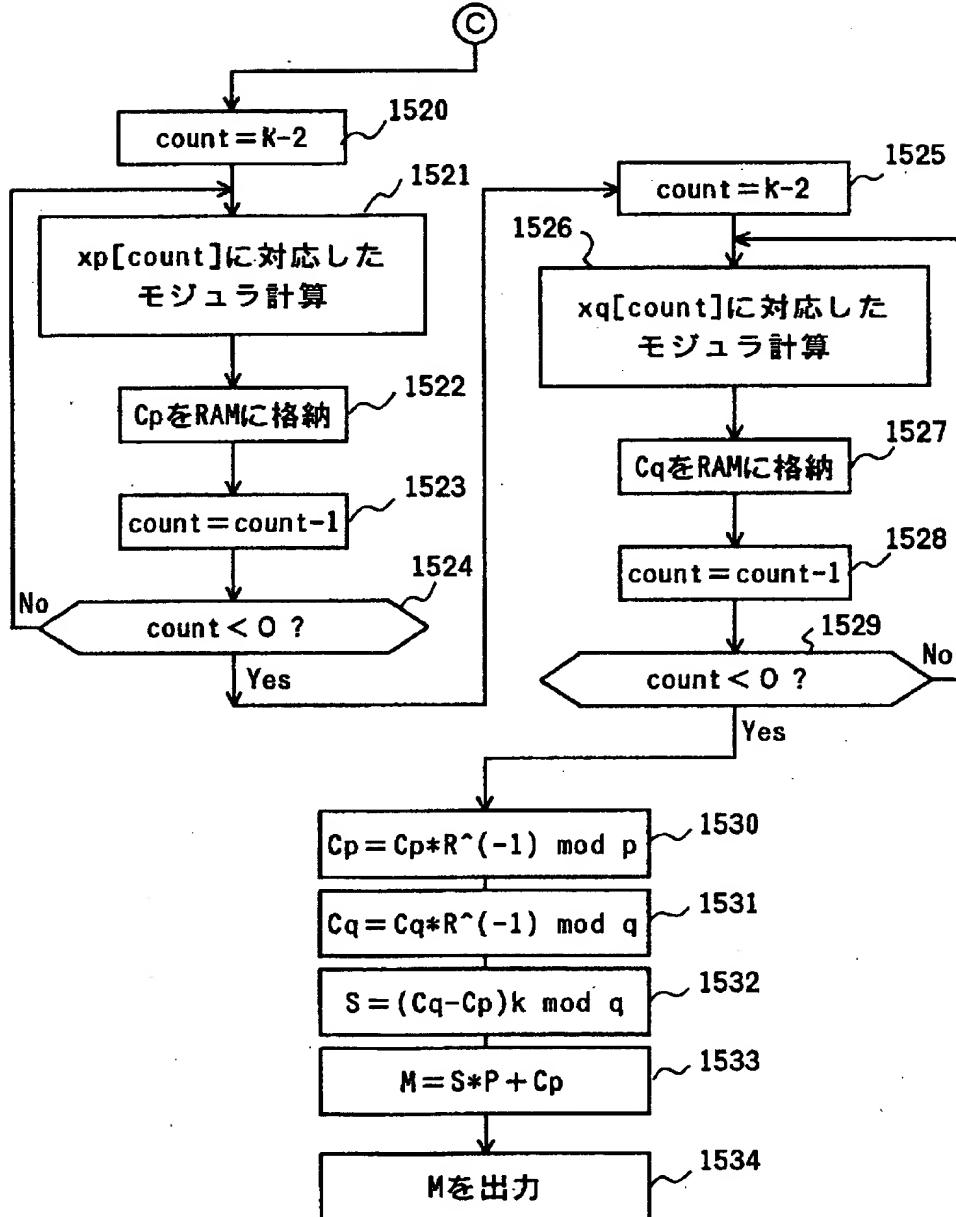 C
1520
count=K-2
1521
xp[count]に対応した
モジュラ計算
1522
CpをRAMに格納
1523
count=count-1
1524
No
count<0 ?
Yes
1525
count=k-2
1526
xq[count]に対応した
モジュラ計算
1527
CqをRAMに格納
1528
count=count-1
1529
No
count<0 ?
Yes
1530
Cp=Cp*R^(-1) mod p
1531
Cq=Cq*R^(-1) mod q
1532
S=(Cq-Cp)k mod q
1533
M=S*P+Cp
1534
Mを出力